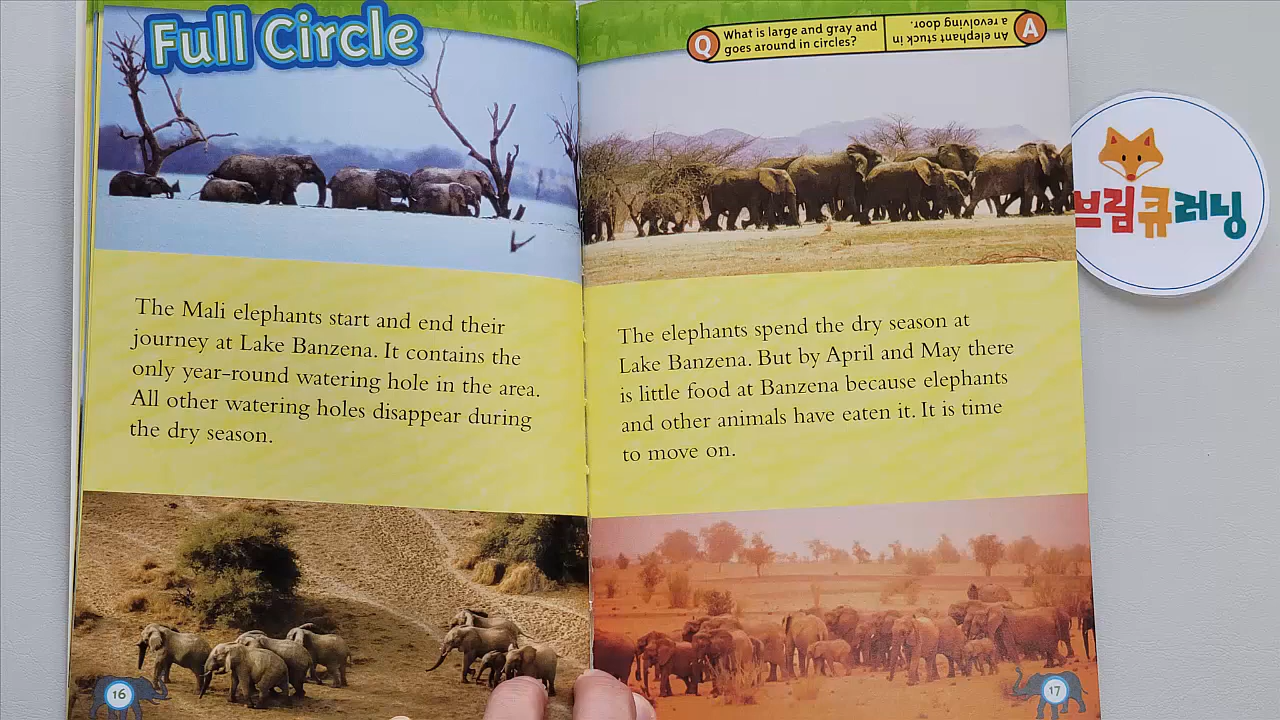 Full Circle
The Mali elephants start and end their
journey at Lake Banzena. It contains the
only year-round watering hole in the area.
All other watering holes disappear during
the dry season.
16
Q
What is large and gray and
goes around in circles?
A
An elephant stuck in
a revolving door.
The elephants spend the dry season at
Lake Banzena. But by April and May there
is little food at Banzena because elephants
and other animals have eaten it. It is time
to move on.
17
브림큐러닝